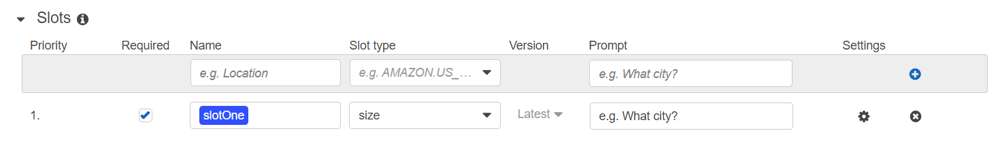 Slots
Priority Required Name Slot type Version Prompt Settings
e.g. Location e.g. AMAZON.US_... e.g. What city?
1. slotOne size Latest e.g. What city?